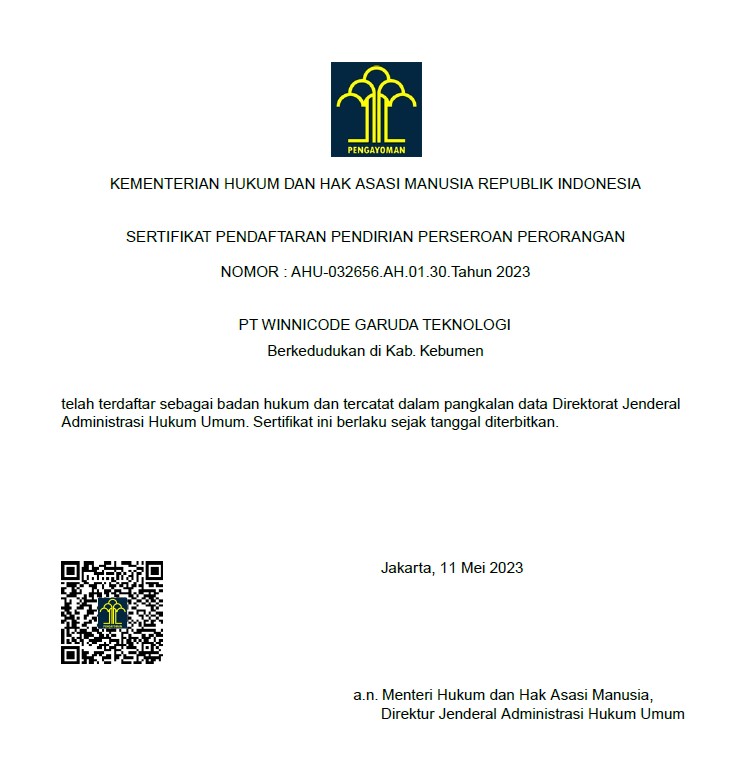 PENGAYOMAN
KEMENTERIAN HUKUM DAN HAK ASASI MANUSIA REPUBLIK INDONESIA
SERTIFIKAT PENDAFTARAN PENDIRIAN PERSEROAN PERORANGAN
NOMOR : AHU-032656.AH.01.30.Tahun 2023
PT WINNICODE GARUDA TEKNOLOGI
Berkedudukan di Kab. Kebumen
telah terdaftar sebagai badan hukum dan tercatat dalam pangkalan data Direktorat Jenderal
Administrasi Hukum Umum. Sertifikat ini berlaku sejak tanggal diterbitkan.
Jakarta, 11 Mei 2023
PENGAYOMAN
a.n. Menteri Hukum dan Hak Asasi Manusia,
Direktur Jenderal Administrasi Hukum Umum